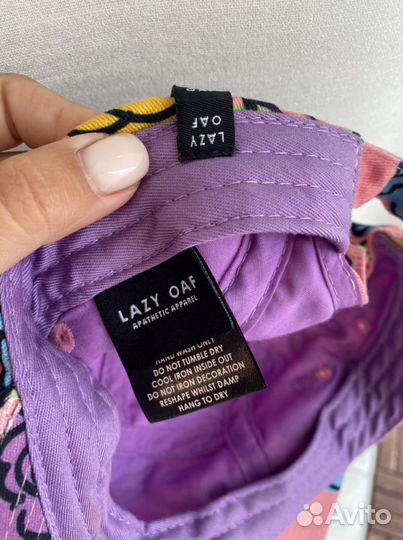 LAZY
OAF
LAZY OAF
APATHETIC APPAREL
HAND WASH ONLY
DO NOT TUMBLE DRY
COOL IRON INSIDE OUT
DO NOT IRON DECORATION
RESHAPE WHILST DAMP
HANG TO DRY
Avito